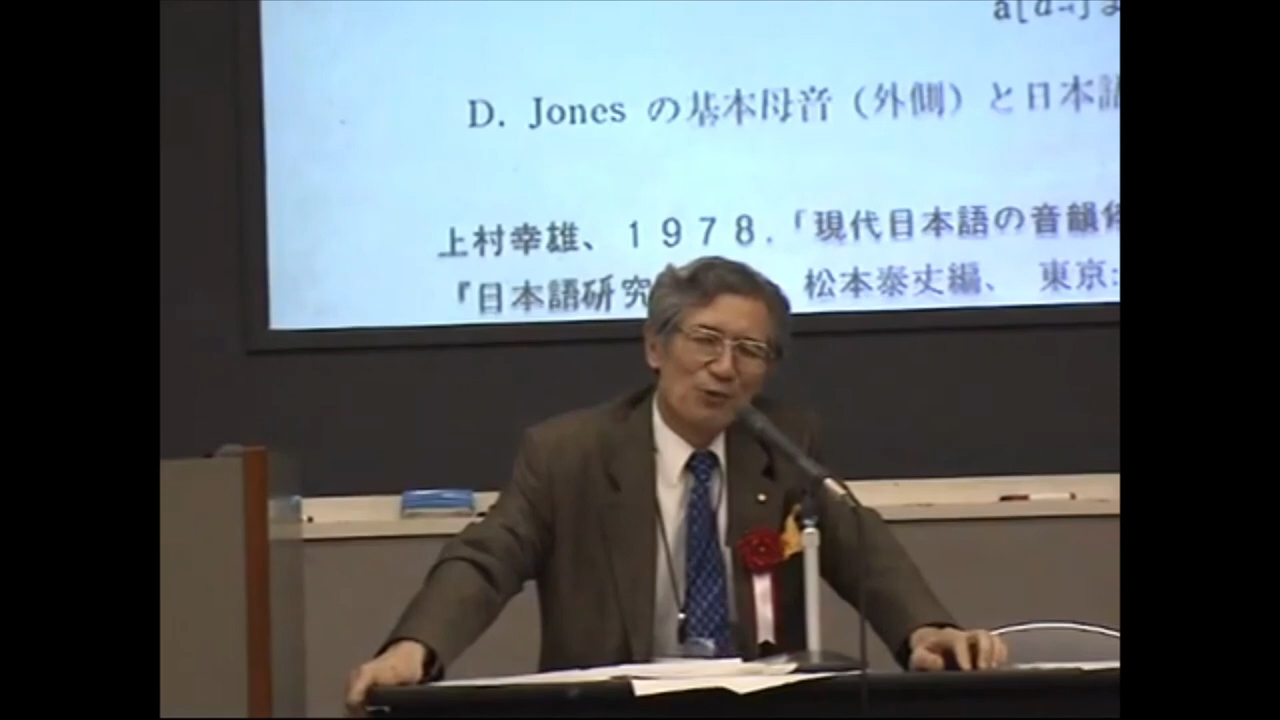 D. Jones の基本母音（外側）と日本語
上村幸雄、１９７８.「現代日本語の音韻
『日本語研究
松本泰丈編、 東京: